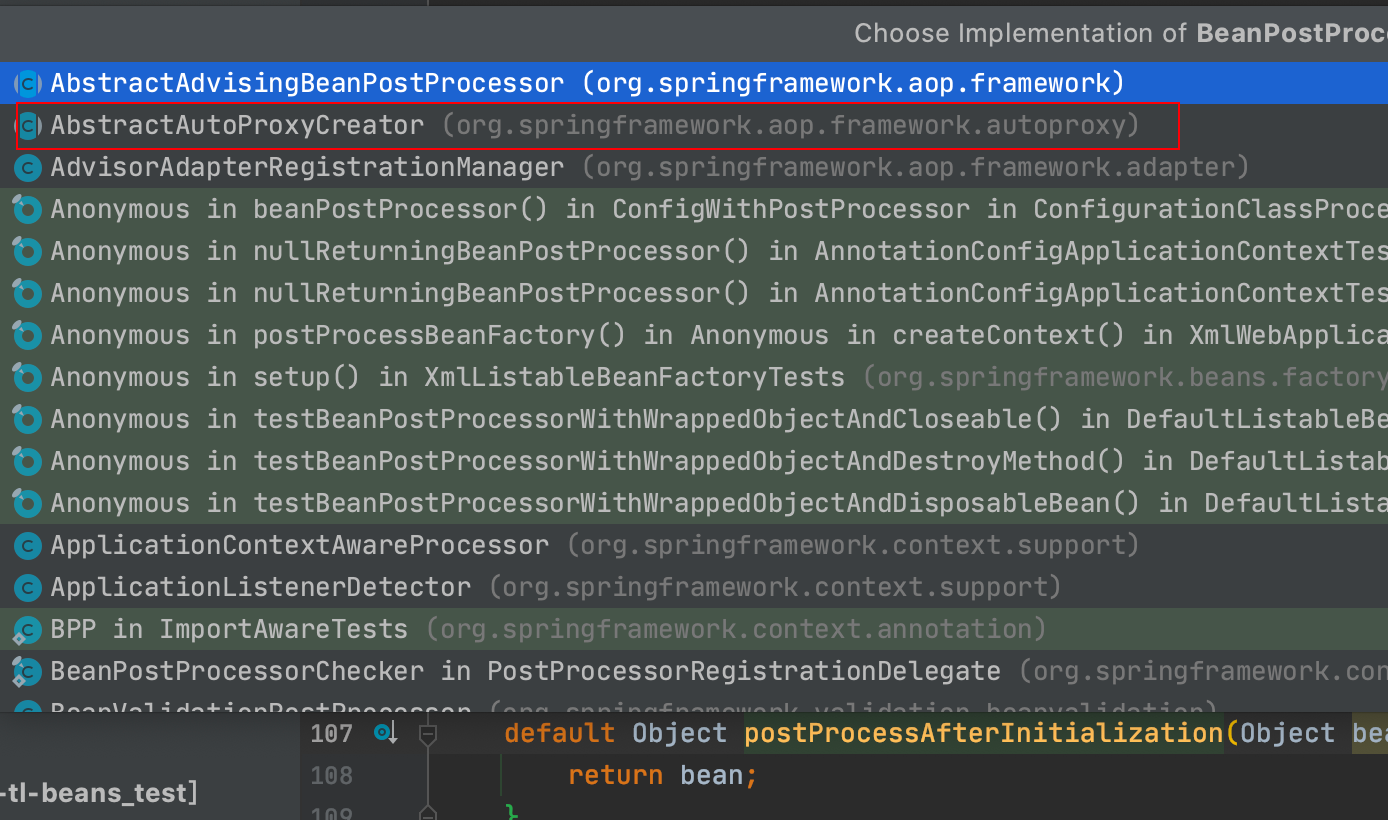 Choose Implementation of BeanPostProc
AbstractAdvisingBeanPostProcessor (org.springframework.aop.framework)
AbstractAutoProxyCreator (org.springframework.aop.framework.autoproxy)
AdvisorAdapterRegistrationManager (org.springframework.aop.framework.adapter)
Anonymous in beanPostProcessor() in ConfigWithPostProcessor in ConfigurationClassProce
Anonymous in nullReturningBeanPostProcessor() in AnnotationConfigApplicationContextTes
Anonymous in nullReturningBeanPostProcessor() in AnnotationConfigApplicationContextTes
Anonymous in postProcessBeanFactory() in Anonymous in createContext() in XmlWebApplica
Anonymous in setup() in XmlListableBeanFactoryTests (org.springframework.beans.factory
Anonymous in testBeanPostProcessorWithWrappedObjectAndCloseable() in DefaultListableBe
Anonymous in testBeanPostProcessorWithWrappedObjectAndDestroyMethod() in DefaultListab
Anonymous in testBeanPostProcessorWithWrappedObjectAndDisposableBean() in DefaultLista
ApplicationContextAwareProcessor (org.springframework.context.support)
ApplicationListenerDetector (org.springframework.context.support)
BPP in ImportAwareTests (org.springframework.context.annotation)
BeanPostProcessorChecker in PostProcessorRegistrationDelegate (org.springframework.con
BeanValidationPostProcessor (org.springframework.validation.beanvalidation)
107 default Object postProcessAfterInitialization(Object bea
108 return bean;
-tl-beans_test]
109 }